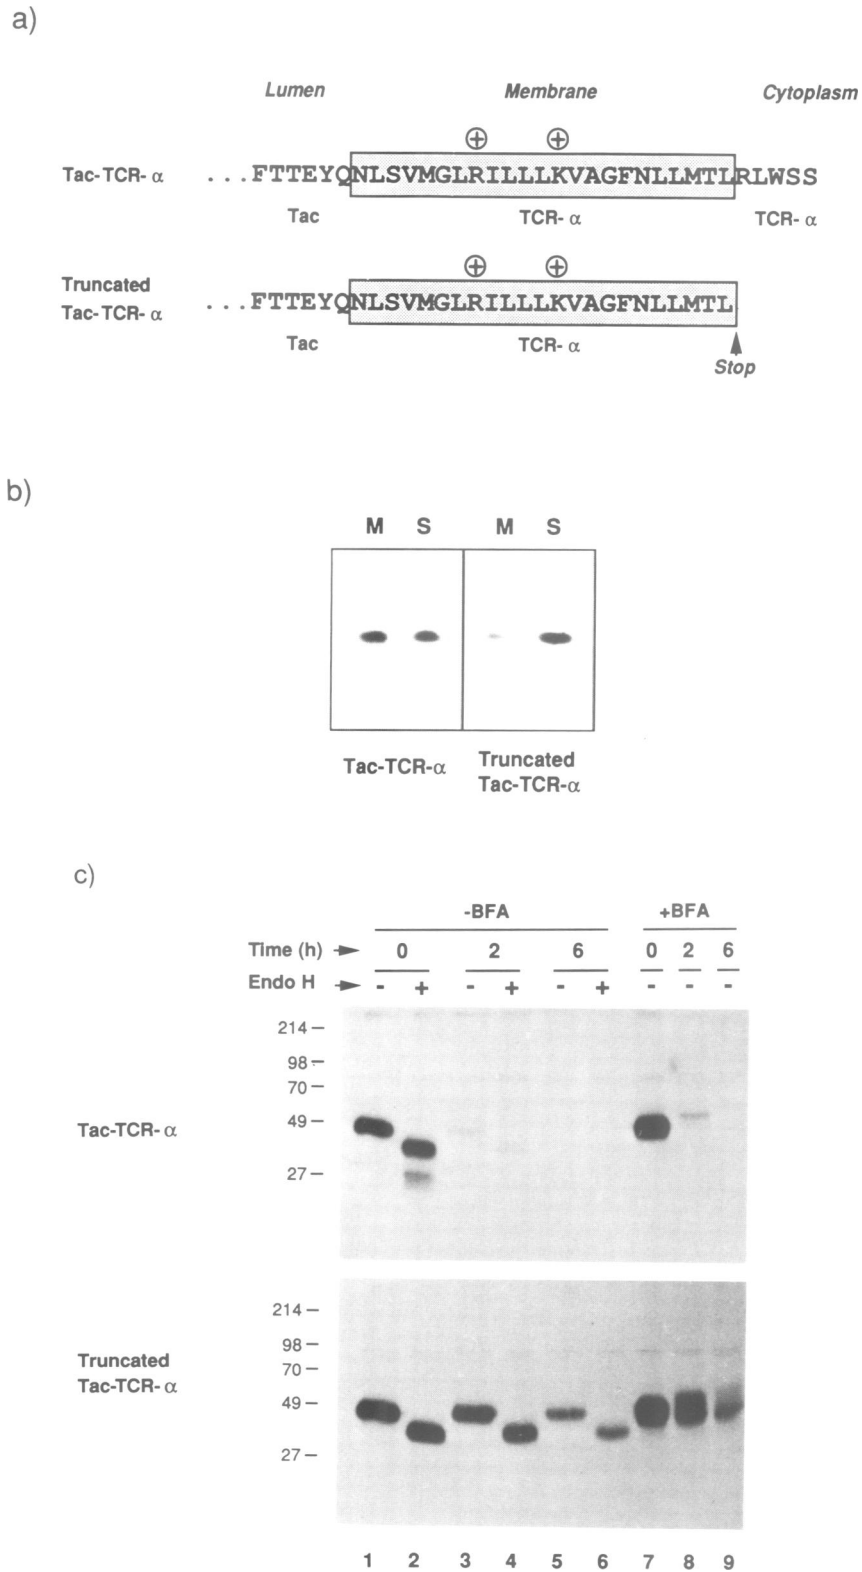 a)
Lumen Membrane Cytoplasm
⊕ ⊕
Tac-TCR- α ...FTTEYQNLSVMGLRILLLKVAGFNLLMTLRLWSS
Tac TCR- α TCR- α
⊕ ⊕
Truncated
Tac-TCR- α ...FTTEYQNLSVMGLRILLLKVAGFNLLMTL
Tac TCR- α
Stop
b)
M S M S
Tac-TCR-α Truncated
Tac-TCR-α
c)
-BFA +BFA
Time (h) 0 2 6 0 2 6
Endo H - + - + - + - - -
214
98
70
Tac-TCR- α 49
27
214
98
Truncated 70
Tac-TCR- α 49
27
1 2 3 4 5 6 7 8 9